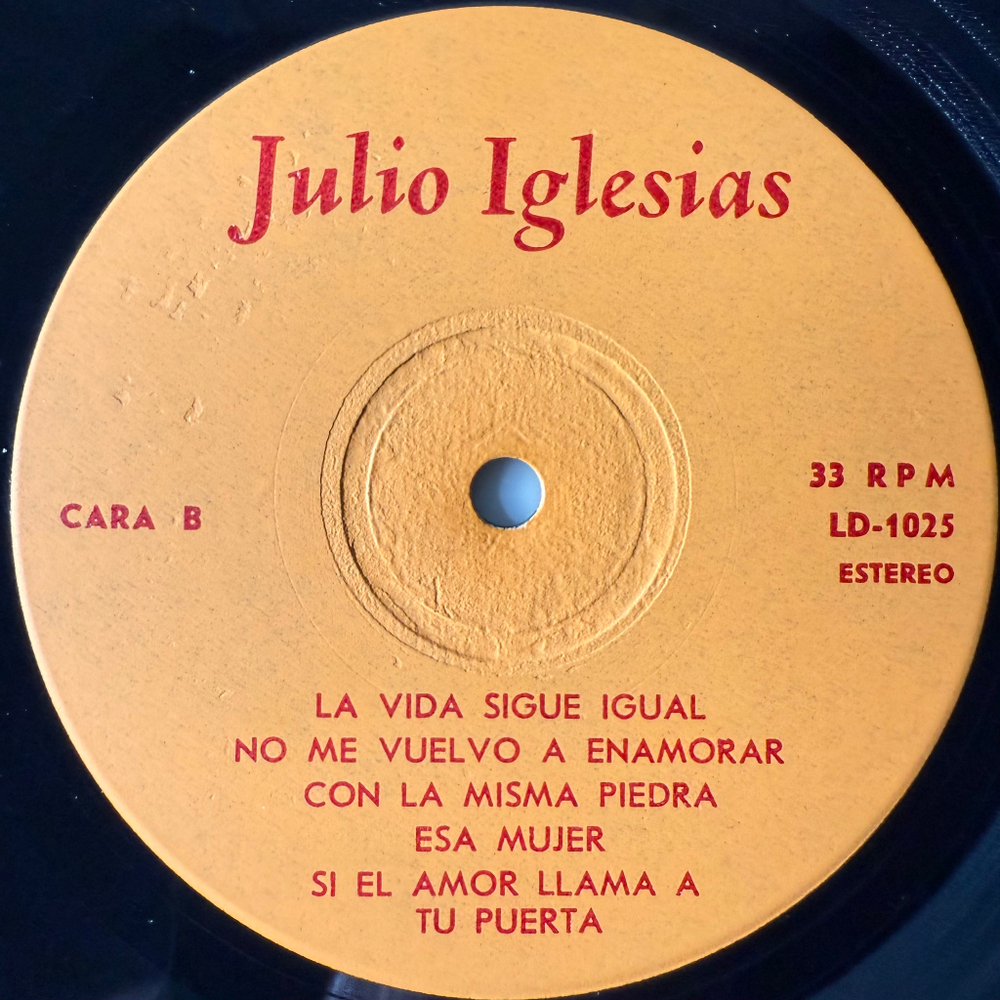 Julio Iglesias
CARA B
33 RPM
LD-1025
ESTEREO
LA VIDA SIGUE IGUAL
NO ME VUELVO A ENAMORAR
CON LA MISMA PIEDRA
ESA MUJER
SI EL AMOR LLAMA A
TU PUERTA